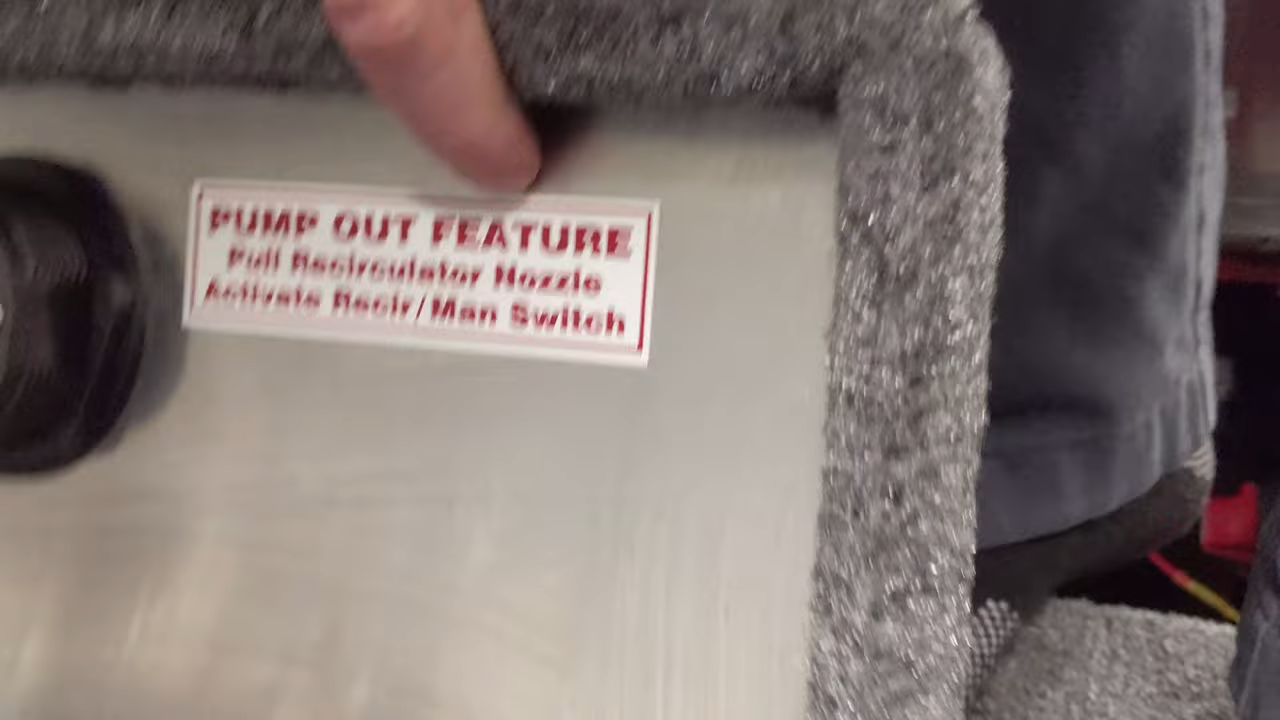 PUMP OUT FEATURE
Pull Recirculator Nozzle
Activate Recir/Man Switch